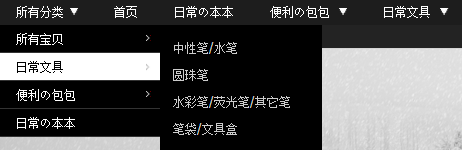 所有分类 ▼ 首页 日常の本本 便利の包包 ▼ 日常文具 ▼
所有宝贝 >
日常文具 >
便利の包包 >
日常の本本
中性笔/水笔
圆珠笔
水彩笔/荧光笔/其它笔
笔袋/文具盒